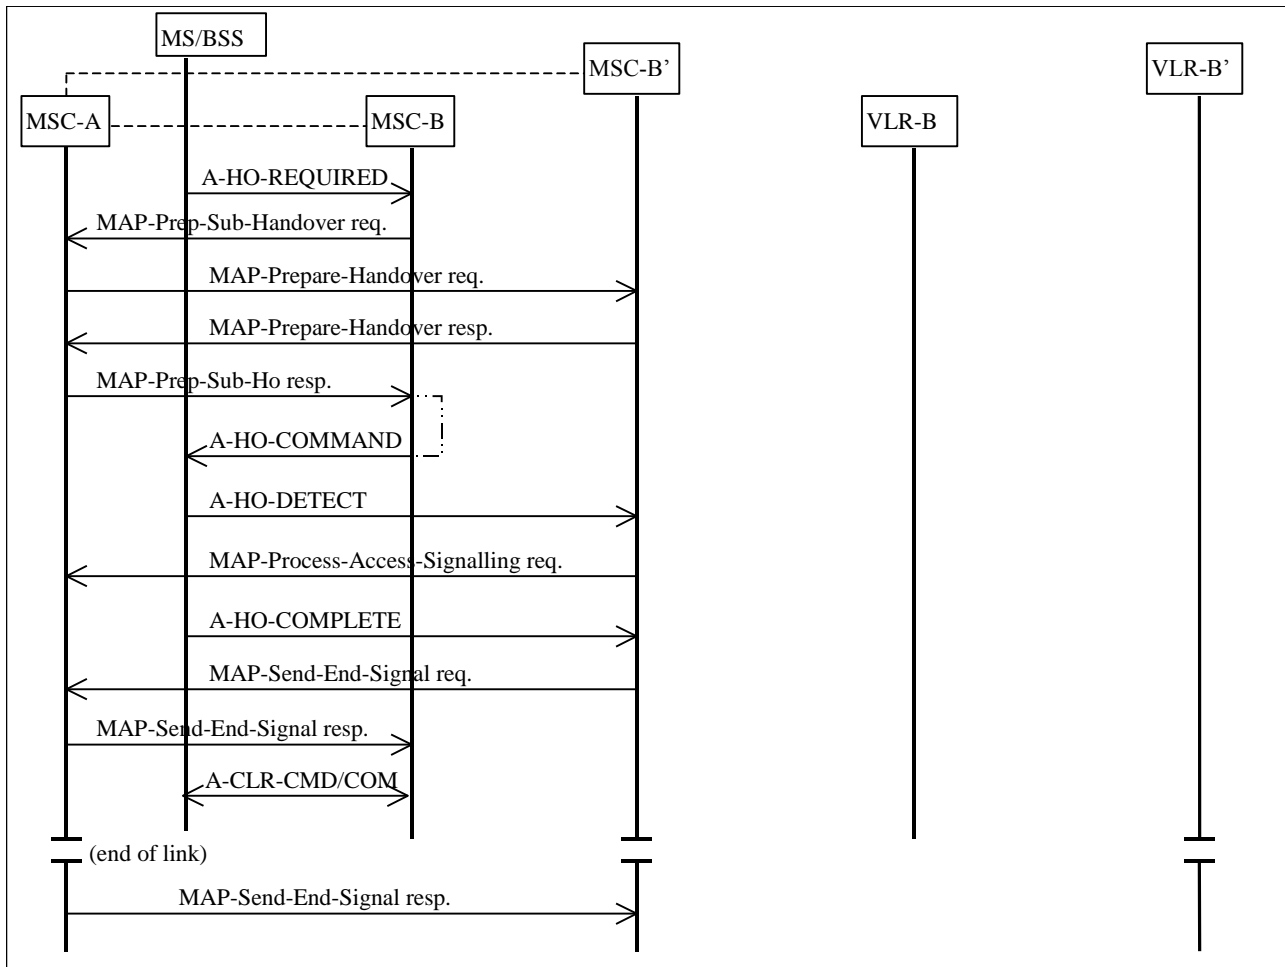 MS/BSS
MSC-B’
VLR-B’
MSC-A
MSC-B
VLR-B
A-HO-REQUIRED
MAP-Prep-Sub-Handover req.
MAP-Prepare-Handover req.
MAP-Prepare-Handover resp.
MAP-Prep-Sub-Ho resp.
A-HO-COMMAND
A-HO-DETECT
MAP-Process-Access-Signalling req.
A-HO-COMPLETE
MAP-Send-End-Signal req.
MAP-Send-End-Signal resp.
A-CLR-CMD/COM
(end of link)
MAP-Send-End-Signal resp.